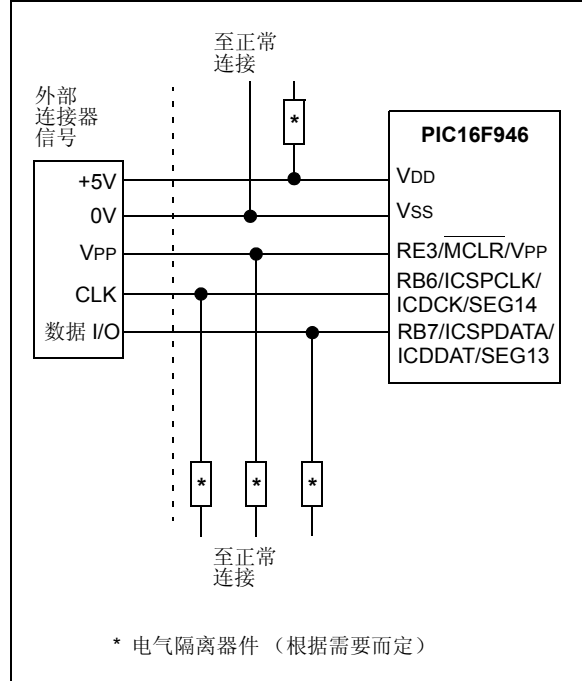 至正常
连接
外部
连接器
信号
*
PIC16F946
+5V
VDD
0V
VSS
VPP
RE3/MCLR/VPP
CLK
RB6/ICSPCLK/
ICDCK/SEG14
数据 I/O
RB7/ICSPDATA/
ICDDAT/SEG13
* * *
至正常
连接
* 电气隔离器件 （根据需要而定）